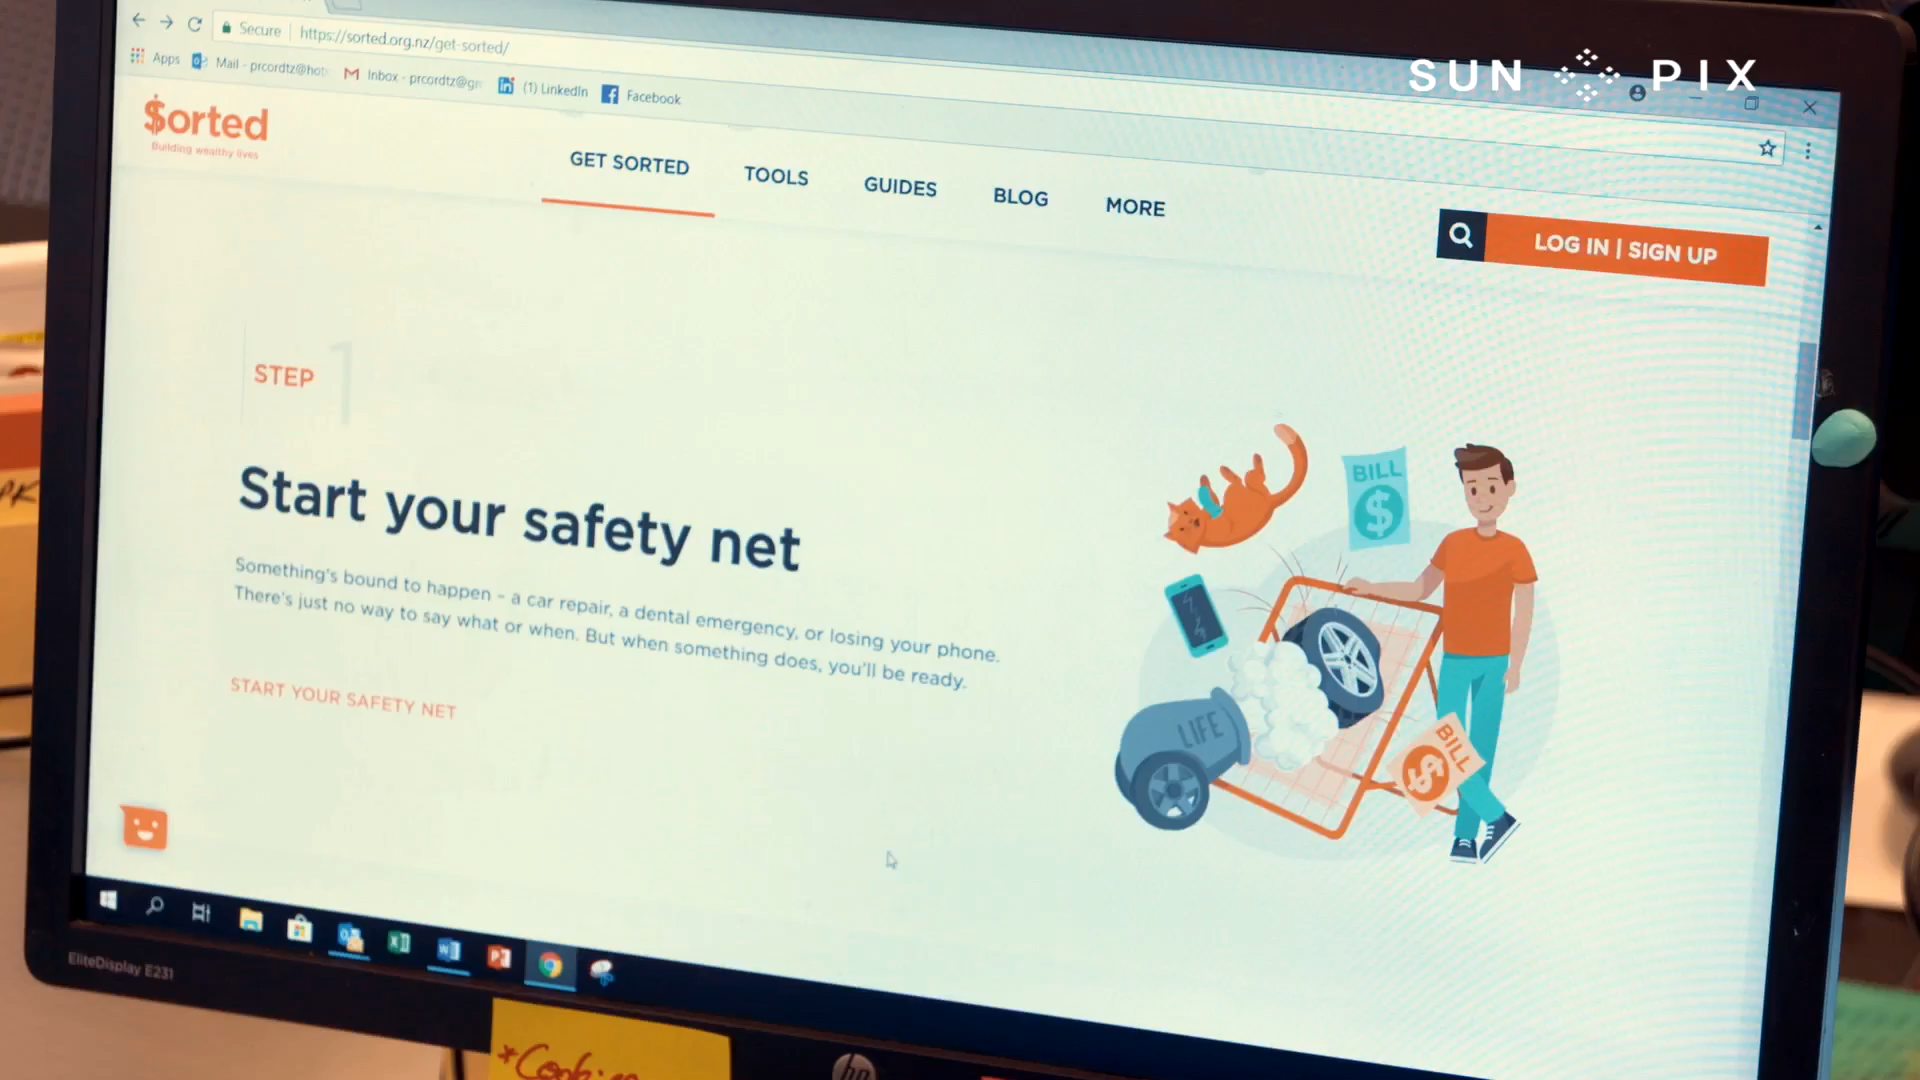 Secure https://sorted.org.nz/get-sorted/
Apps Mail - prcordtz@hot Inbox - prcordtz@g (1) LinkedIn Facebook
SUN PIX
$orted
Building wealthy lives
GET SORTED TOOLS GUIDES BLOG MORE
LOG IN | SIGN UP
STEP 1
Start your safety net
Something's bound to happen – a car repair, a dental emergency, or losing your phone.
There's just no way to say what or when. But when something does, you'll be ready.
START YOUR SAFETY NET
BILL
$
LIFE
BILL
$
PK
EliteDisplay E231
hp